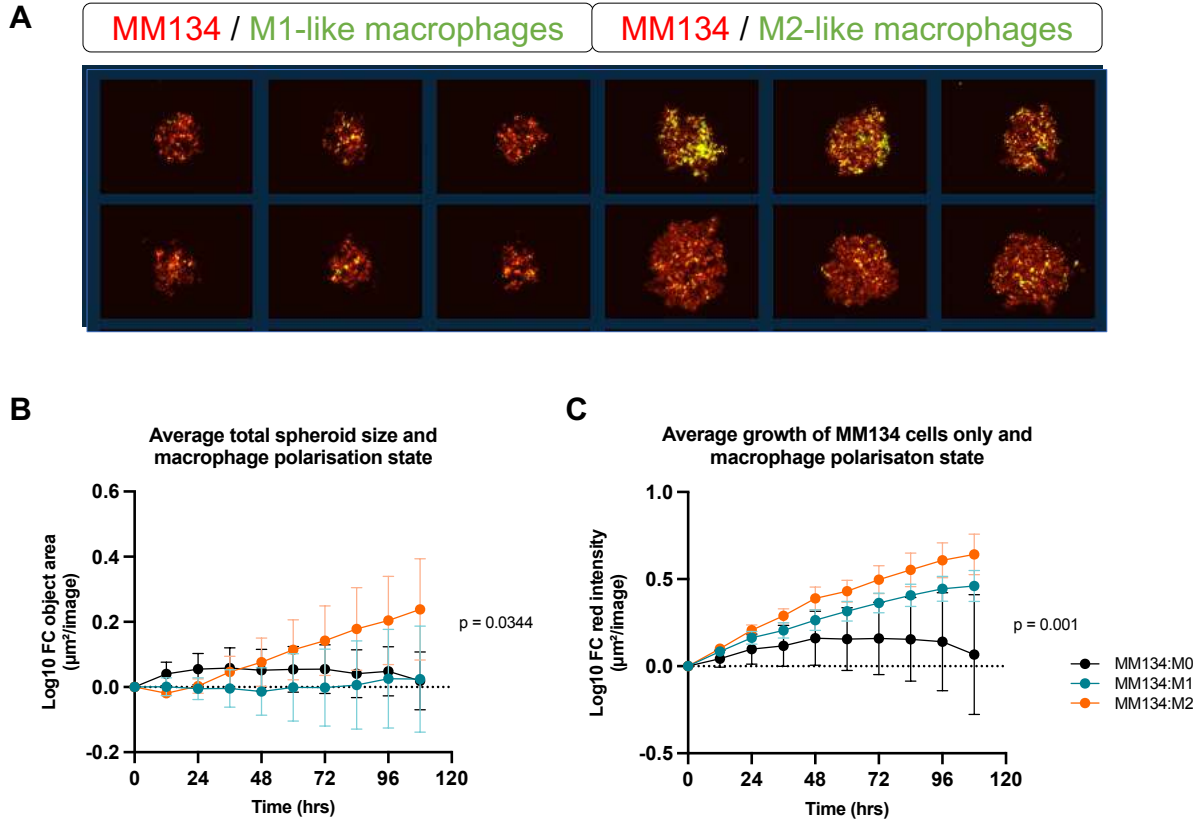 A
MM134 / M1-like macrophages
MM134 / M2-like macrophages
B
Average total spheroid size and
macrophage polarisation state
Log10 FC object area
(µm²/image)
0.6
0.4
0.2
0.0
-0.2
0
24
48
72
96
120
Time (hrs)
p = 0.0344
C
Average growth of MM134 cells only and
macrophage polarisaton state
Log10 FC red intensity
(µm²/image)
1.0
0.5
0.0
-0.5
0
24
48
72
96
120
Time (hrs)
p = 0.001
MM134:M0
MM134:M1
MM134:M2